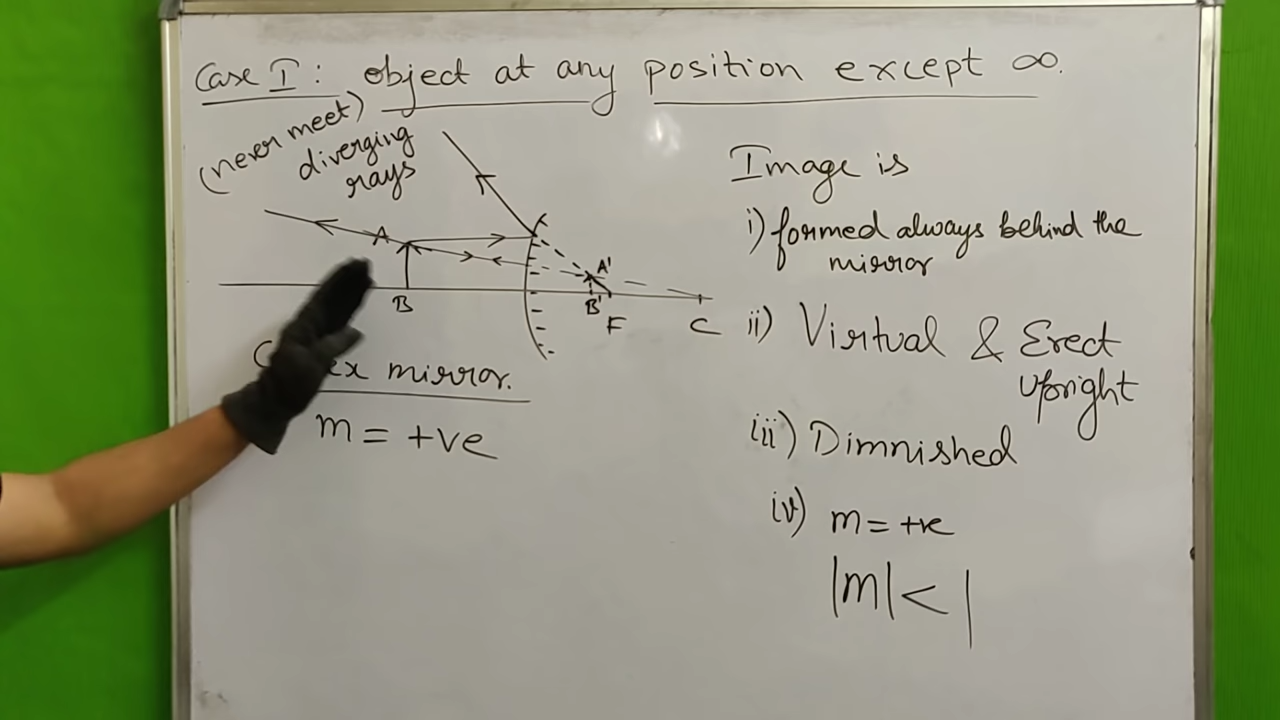 Case I : object at any position except ∞.
(never meet)
diverging
rays
A
B
A'
B'
F
C
mirror.
m = +ve
Image is
i) formed always behind the
mirror
ii) Virtual & Erect
upright
iii) Dimnished
iv) m = +ve
|m| < 1